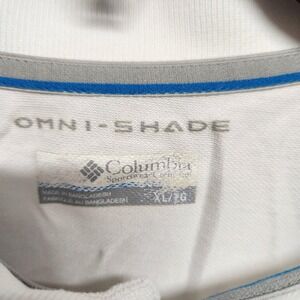 OMNI-SHADE
Columbia
Sportswear Company
MADE IN BANGLADESH
FABRIQUÉ AU BANGLADESH
XL/TG